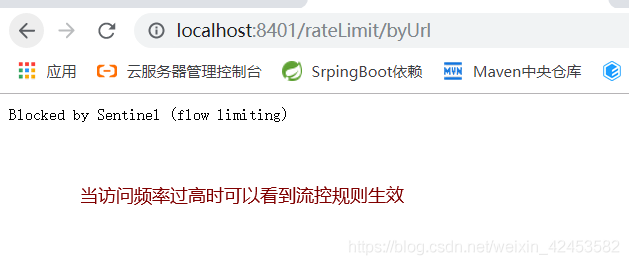 localhost:8401/rateLimit/byUrl
应用 云服务器管理控制台 SrpingBoot依赖 MVN Maven中央仓库
Blocked by Sentinel (flow limiting)
当访问频率过高时可以看到流控规则生效
https://blog.csdn.net/weixin_42453582